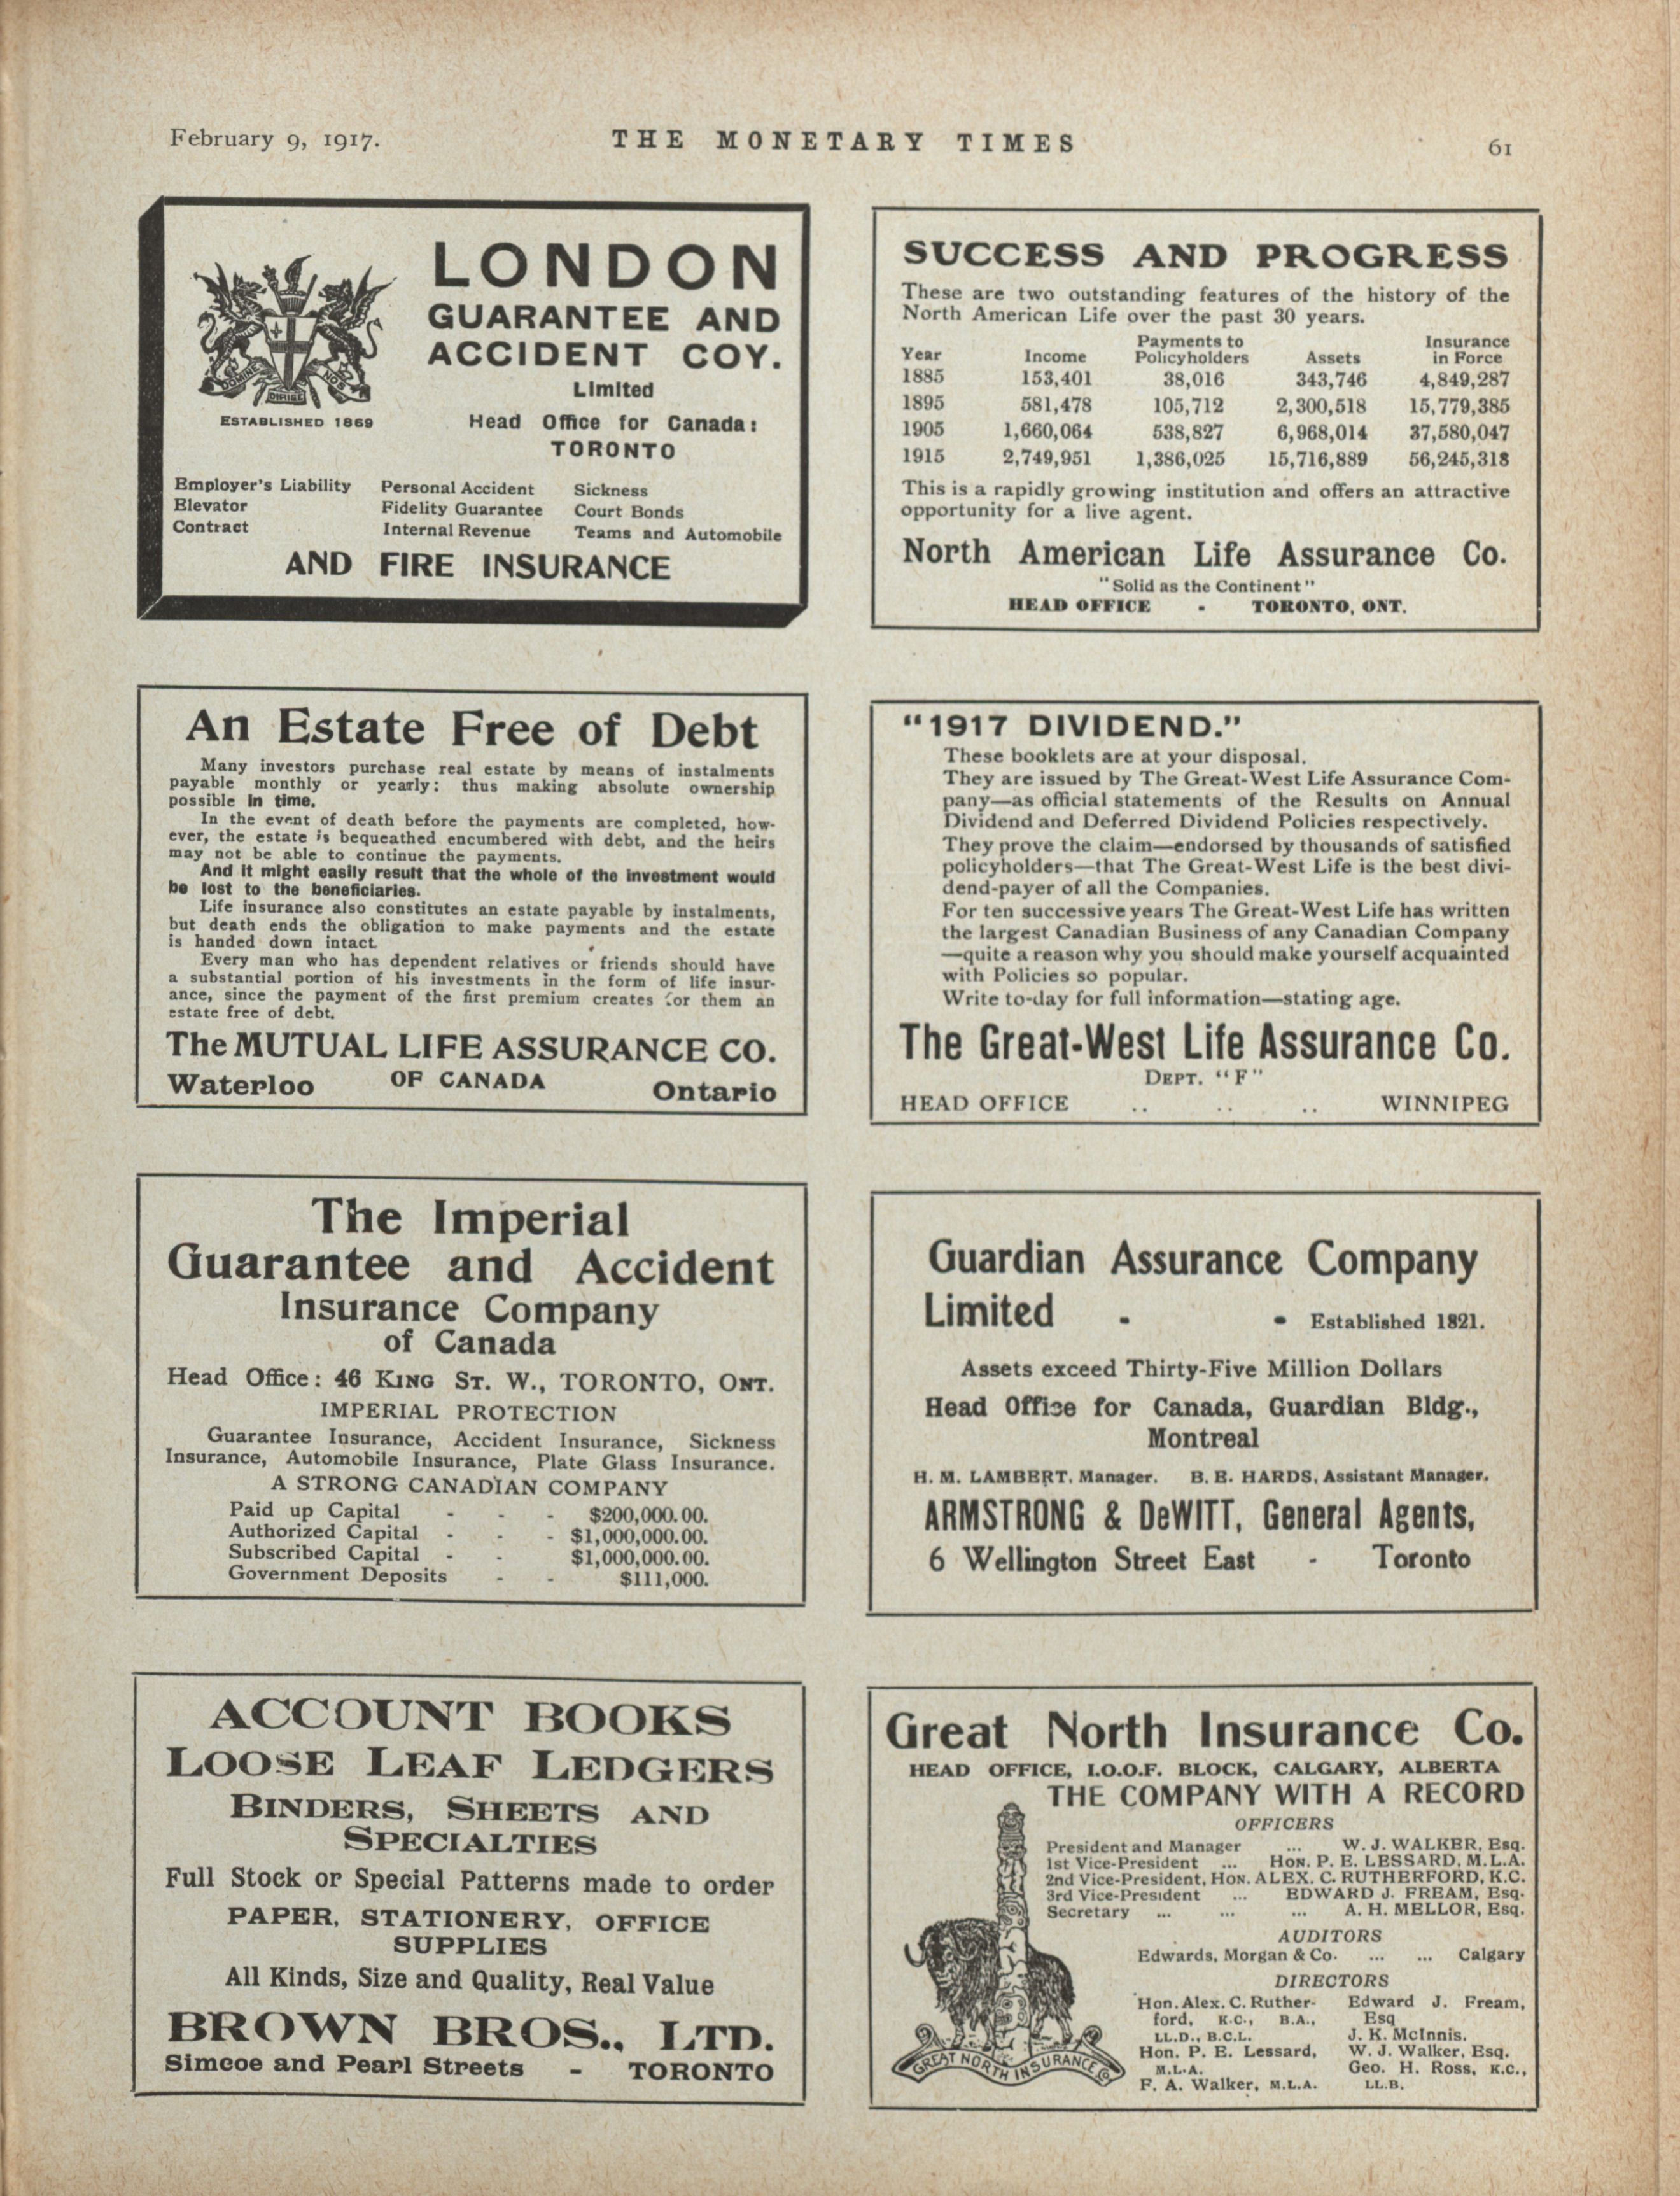 February 9, 1917.
THE MONETARY TIMES
61
LONDON
GUARANTEE AND
ACCIDENT COY.
Limited
DOMINE DIRIGE NOS
ESTABLISHED 1869
Head Office for Canada:
TORONTO
Employer's Liability Personal Accident Sickness
Elevator Fidelity Guarantee Court Bonds
Contract Internal Revenue Teams and Automobile
AND FIRE INSURANCE
SUCCESS AND PROGRESS
These are two outstanding features of the history of the
North American Life over the past 30 years.
Year Income Payments to Policyholders Assets Insurance in Force
1885 153,401 38,016 343,746 4,849,287
1895 581,478 105,712 2,300,518 15,779,385
1905 1,660,064 538,827 6,968,014 37,580,047
1915 2,749,951 1,386,025 15,716,889 56,245,318
This is a rapidly growing institution and offers an attractive
opportunity for a live agent.
North American Life Assurance Co.
"Solid as the Continent"
HEAD OFFICE - TORONTO, ONT.
An Estate Free of Debt
Many investors purchase real estate by means of instalments
payable monthly or yearly; thus making absolute ownership
possible in time.
In the event of death before the payments are completed, how-
ever, the estate is bequeathed encumbered with debt, and the heirs
may not be able to continue the payments.
And it might easily result that the whole of the investment would
be lost to the beneficiaries.
Life insurance also constitutes an estate payable by instalments,
but death ends the obligation to make payments and the estate
is handed down intact
Every man who has dependent relatives or friends should have
a substantial portion of his investments in the form of life insur-
ance, since the payment of the first premium creates for them an
estate free of debt.
The MUTUAL LIFE ASSURANCE CO.
Waterloo OF CANADA Ontario
"1917 DIVIDEND."
These booklets are at your disposal.
They are issued by The Great-West Life Assurance Com-
pany—as official statements of the Results on Annual
Dividend and Deferred Dividend Policies respectively.
They prove the claim—endorsed by thousands of satisfied
policyholders—that The Great-West Life is the best divi-
dend-payer of all the Companies.
For ten successive years The Great-West Life has written
the largest Canadian Business of any Canadian Company
—quite a reason why you should make yourself acquainted
with Policies so popular.
Write to-day for full information—stating age.
The Great-West Life Assurance Co.
DEPT. "F"
HEAD OFFICE .. .. .. WINNIPEG
The Imperial
Guarantee and Accident
Insurance Company
of Canada
Head Office: 46 KING ST. W., TORONTO, ONT.
IMPERIAL PROTECTION
Guarantee Insurance, Accident Insurance, Sickness
Insurance, Automobile Insurance, Plate Glass Insurance.
A STRONG CANADIAN COMPANY
Paid up Capital - - - $200,000.00.
Authorized Capital - - - $1,000,000.00.
Subscribed Capital - - $1,000,000.00.
Government Deposits - - $111,000.
Guardian Assurance Company
Limited - - Established 1821.
Assets exceed Thirty-Five Million Dollars
Head Office for Canada, Guardian Bldg.,
Montreal
H. M. LAMBERT, Manager. B. E. HARDS, Assistant Manager.
ARMSTRONG & DeWITT, General Agents,
6 Wellington Street East - Toronto
ACCOUNT BOOKS
LOOSE LEAF LEDGERS
BINDERS, SHEETS AND
SPECIALTIES
Full Stock or Special Patterns made to order
PAPER, STATIONERY, OFFICE
SUPPLIES
All Kinds, Size and Quality, Real Value
BROWN BROS., LTD.
Simcoe and Pearl Streets - TORONTO
Great North Insurance Co.
HEAD OFFICE, I.O.O.F. BLOCK, CALGARY, ALBERTA
THE COMPANY WITH A RECORD
OFFICERS
President and Manager ... W. J. WALKER, Esq.
1st Vice-President ... HON. P. E. LESSARD, M.L.A.
2nd Vice-President, HON. ALEX. C. RUTHERFORD, K.C.
3rd Vice-President ... EDWARD J. FREAM, Esq.
Secretary ... ... ... A. H. MELLOR, Esq.
AUDITORS
Edwards, Morgan & Co. ... ... Calgary
DIRECTORS
Hon. Alex. C. Ruther-
ford, K.C., B.A.,
LL.D., B.C.L.
Hon. P. E. Lessard,
M.L.A.
F. A. Walker, M.L.A.
Edward J. Fream,
Esq
J. K. McInnis.
W. J. Walker, Esq.
Geo. H. Ross, K.C.,
LL.B.
GREAT NORTH INSURANCE Co